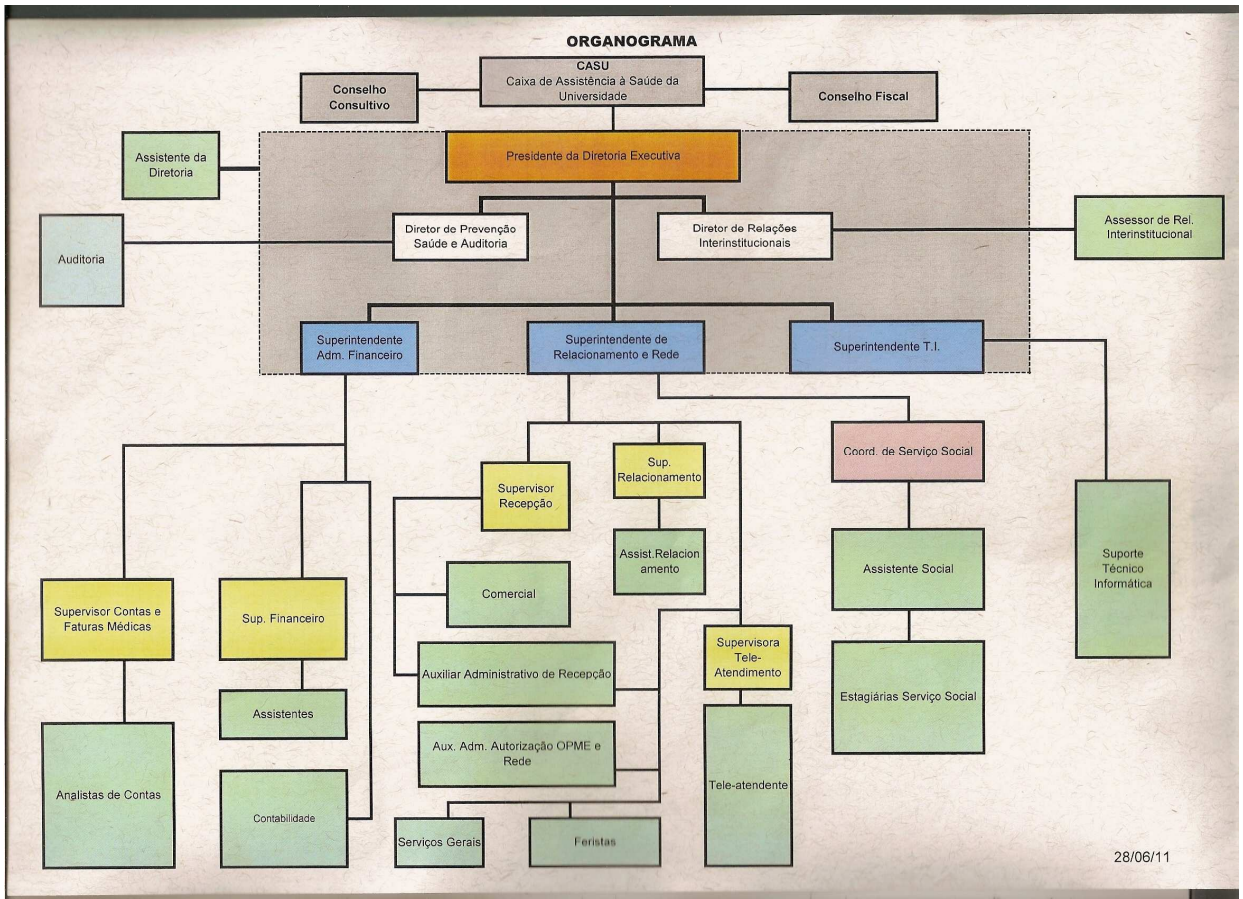 ORGANOGRAMA
CASU
Caixa de Assistência à Saúde da
Universidade
Conselho
Consultivo
Conselho Fiscal
Presidente da Diretoria Executiva
Assistente da
Diretoria
Diretor de Prevenção
Saúde e Auditoria
Diretor de Relações
Interinstitucionais
Assessor de Rel.
Interinstitucional
Auditoria
Superintendente
Adm. Financeiro
Superintendente de
Relacionamento e Rede
Superintendente T.I.
Coord. de Serviço Social
Sup.
Relacionamento
Supervisor
Recepção
Assist.Relacion
amento
Assistente Social
Suporte
Técnico
Informática
Comercial
Supervisor Contas e
Faturas Médicas
Sup. Financeiro
Supervisora
Tele-
Atendimento
Auxiliar Administrativo de Recepção
Estagiárias Serviço Social
Assistentes
Aux. Adm. Autorização OPME e
Rede
Tele-atendente
Analistas de Contas
Contabilidade
Serviços Gerais
Feristas
28/06/11